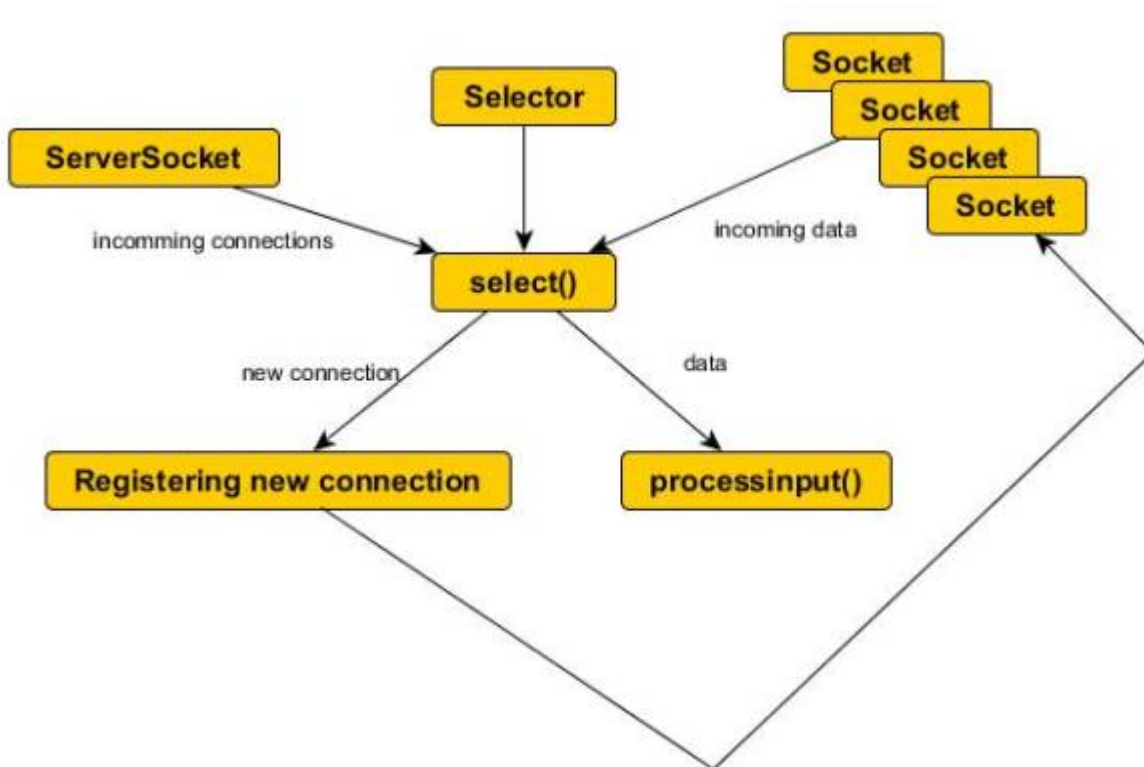 Socket
Selector
Socket
ServerSocket
Socket
Socket
incomming connections
incoming data
select()
new connection
data
Registering new connection
processinput()